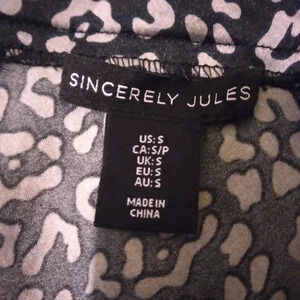 SINCERELY JULES
US: S
CA: S/P
UK: S
EU: S
AU: S
MADE IN
CHINA